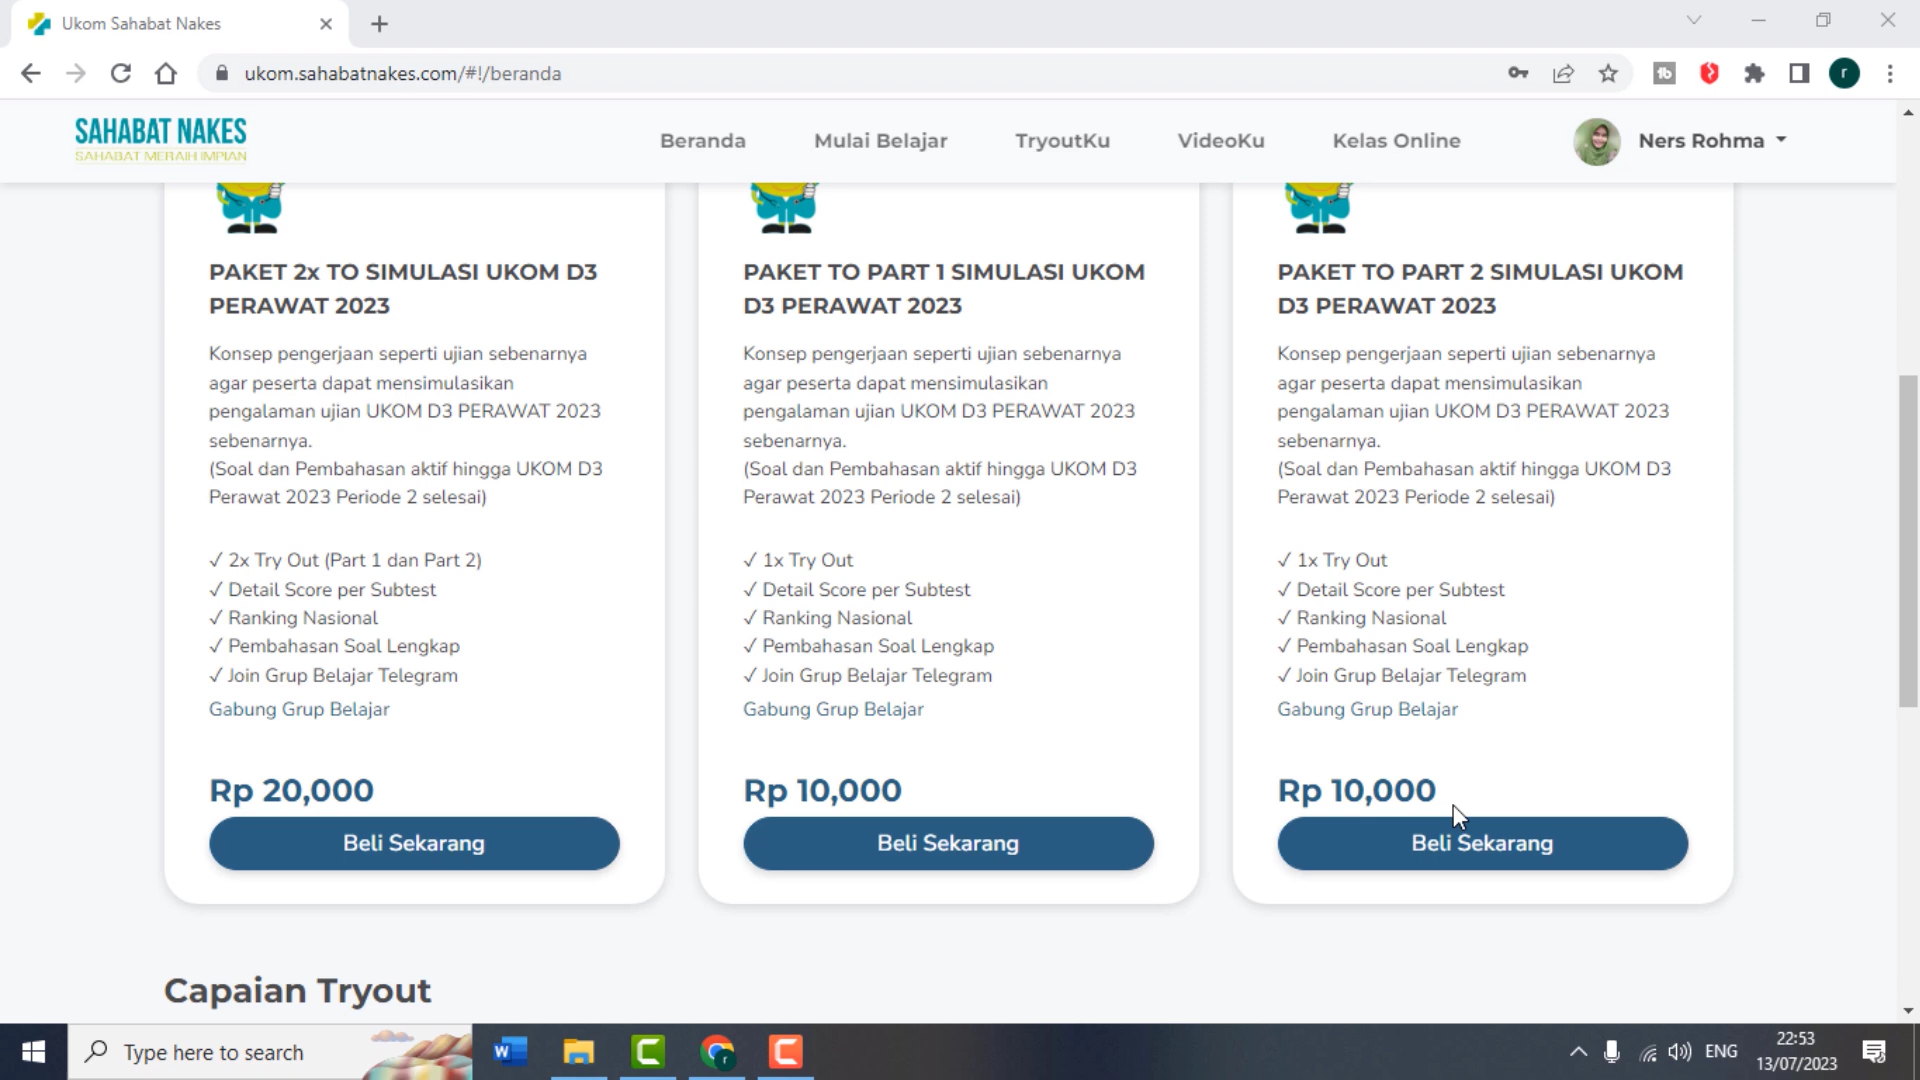 Ukom Sahabat Nakes
ukom.sahabatnakes.com/#!/beranda
r
SAHABAT NAKES
SAHABAT MERAIH IMPIAN
Beranda
Mulai Belajar
TryoutKu
VideoKu
Kelas Online
Ners Rohma
PAKET 2x TO SIMULASI UKOM D3
PERAWAT 2023
Konsep pengerjaan seperti ujian sebenarnya
agar peserta dapat mensimulasikan
pengalaman ujian UKOM D3 PERAWAT 2023
sebenarnya.
(Soal dan Pembahasan aktif hingga UKOM D3
Perawat 2023 Periode 2 selesai)
✓ 2x Try Out (Part 1 dan Part 2)
✓ Detail Score per Subtest
✓ Ranking Nasional
✓ Pembahasan Soal Lengkap
✓ Join Grup Belajar Telegram
Gabung Grup Belajar
Rp 20,000
Beli Sekarang
PAKET TO PART 1 SIMULASI UKOM
D3 PERAWAT 2023
Konsep pengerjaan seperti ujian sebenarnya
agar peserta dapat mensimulasikan
pengalaman ujian UKOM D3 PERAWAT 2023
sebenarnya.
(Soal dan Pembahasan aktif hingga UKOM D3
Perawat 2023 Periode 2 selesai)
✓ 1x Try Out
✓ Detail Score per Subtest
✓ Ranking Nasional
✓ Pembahasan Soal Lengkap
✓ Join Grup Belajar Telegram
Gabung Grup Belajar
Rp 10,000
Beli Sekarang
PAKET TO PART 2 SIMULASI UKOM
D3 PERAWAT 2023
Konsep pengerjaan seperti ujian sebenarnya
agar peserta dapat mensimulasikan
pengalaman ujian UKOM D3 PERAWAT 2023
sebenarnya.
(Soal dan Pembahasan aktif hingga UKOM D3
Perawat 2023 Periode 2 selesai)
✓ 1x Try Out
✓ Detail Score per Subtest
✓ Ranking Nasional
✓ Pembahasan Soal Lengkap
✓ Join Grup Belajar Telegram
Gabung Grup Belajar
Rp 10,000
Beli Sekarang
Capaian Tryout
Type here to search
ENG
22:53
13/07/2023